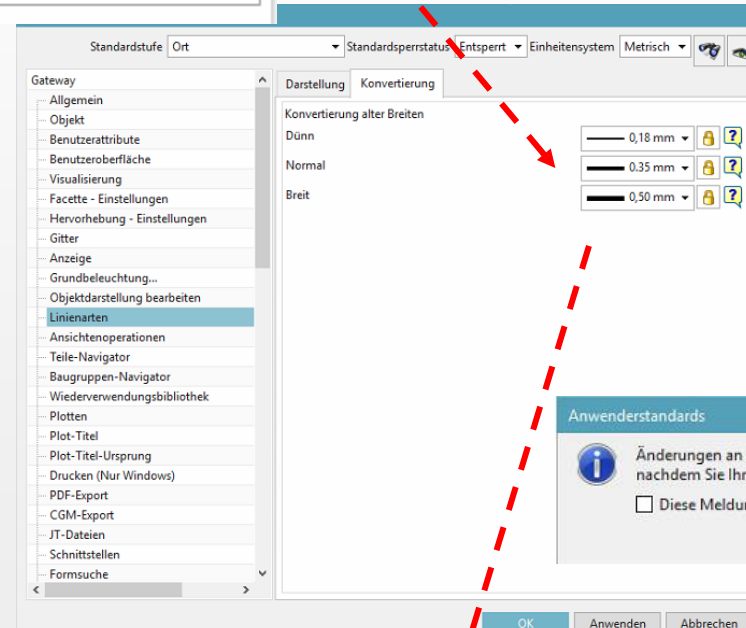 Standardstufe Ort Standardsperrstatus Entsperrt Einheitensystem Metrisch
Gateway
Allgemein
Objekt
Benutzerattribute
Benutzeroberfläche
Visualisierung
Facette - Einstellungen
Hervorhebung - Einstellungen
Gitter
Anzeige
Grundbeleuchtung...
Objektdarstellung bearbeiten
Linienarten
Ansichtenoperationen
Teile-Navigator
Baugruppen-Navigator
Wiederverwendungsbibliothek
Plotten
Plot-Titel
Plot-Titel-Ursprung
Drucken (Nur Windows)
PDF-Export
CGM-Export
JT-Dateien
Schnittstellen
Formsuche
Darstellung Konvertierung
Konvertierung alter Breiten
Dünn 0,18 mm ?
Normal 0.35 mm ?
Breit 0,50 mm ?
Anwenderstandards
Änderungen an
nachdem Sie Ihr
Diese Meldu
OK Anwenden Abbrechen